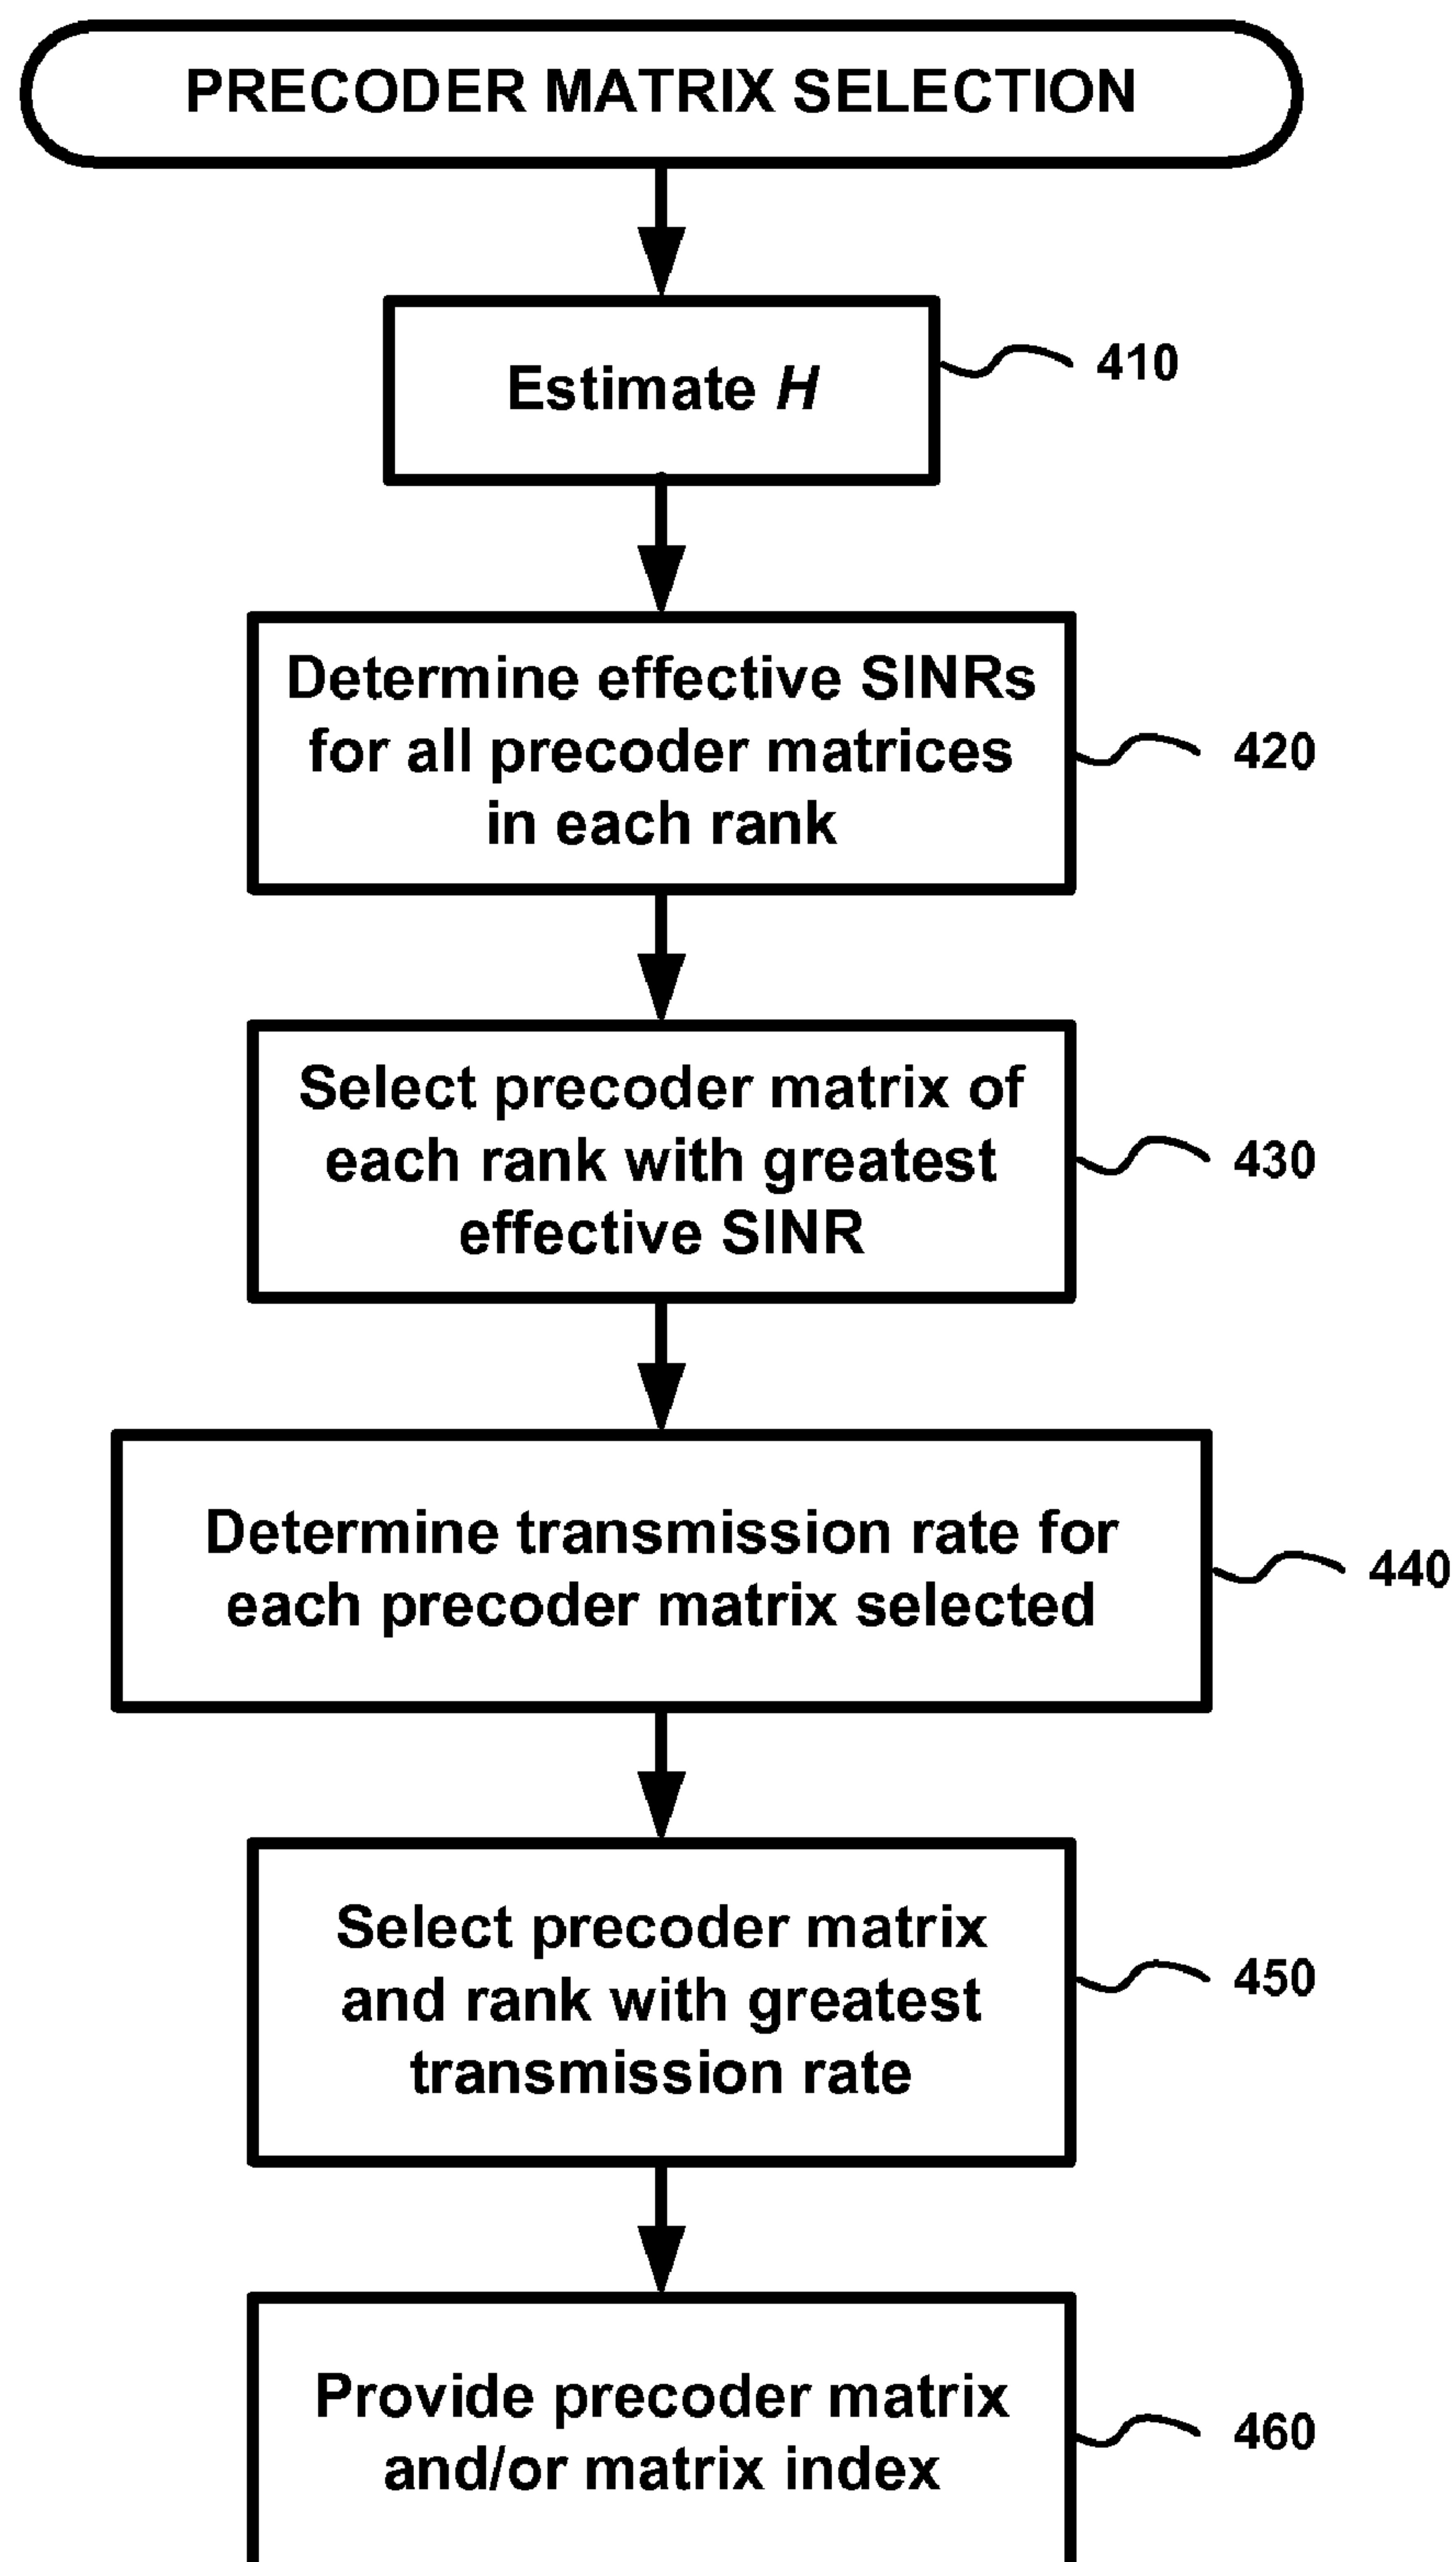 PRECODER MATRIX SELECTION
Estimate H
410
Determine effective SINRs
for all precoder matrices
in each rank
420
Select precoder matrix of
each rank with greatest
effective SINR
430
Determine transmission rate for
each precoder matrix selected
440
Select precoder matrix
and rank with greatest
transmission rate
450
Provide precoder matrix
and/or matrix index
460